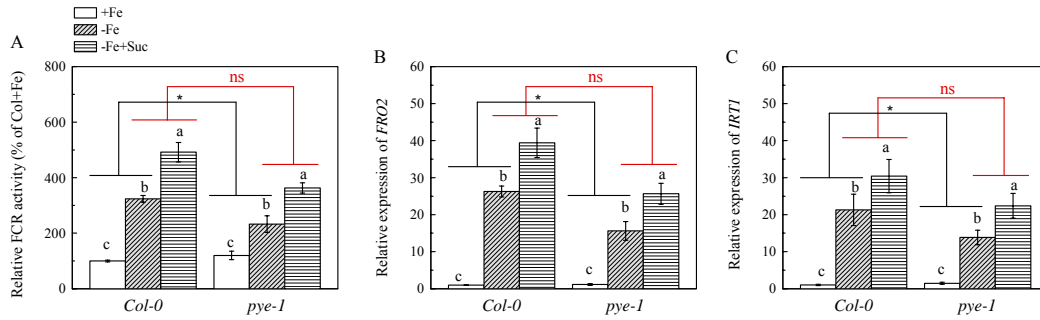 +Fe
-Fe
-Fe+Suc
A
Relative FCR activity (% of Col+Fe)
800
600
400
200
0
ns
*
a
b
c
a
b
c
Col-0
pye-1
B
Relative expression of FRO2
60
50
40
30
20
10
0
ns
*
a
b
c
a
b
c
Col-0
pye-1
C
Relative expression of IRT1
60
50
40
30
20
10
0
ns
*
a
b
c
a
b
c
Col-0
pye-1